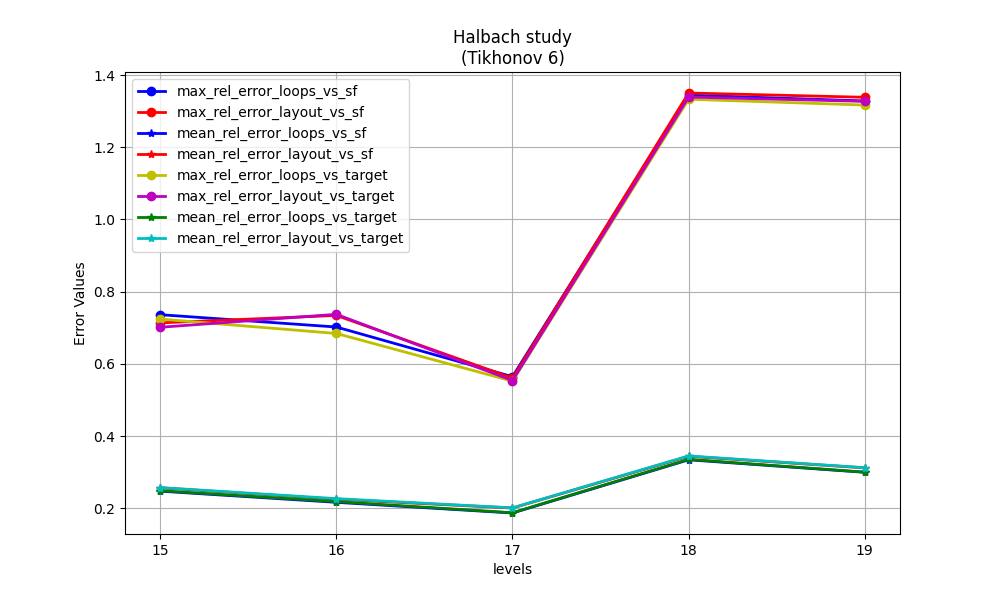 Halbach study
(Tikhonov 6)
max_rel_error_loops_vs_sf
max_rel_error_layout_vs_sf
mean_rel_error_loops_vs_sf
mean_rel_error_layout_vs_sf
max_rel_error_loops_vs_target
max_rel_error_layout_vs_target
mean_rel_error_loops_vs_target
mean_rel_error_layout_vs_target
Error Values
1.4
1.2
1.0
0.8
0.6
0.4
0.2
15 16 17 18 19
levels